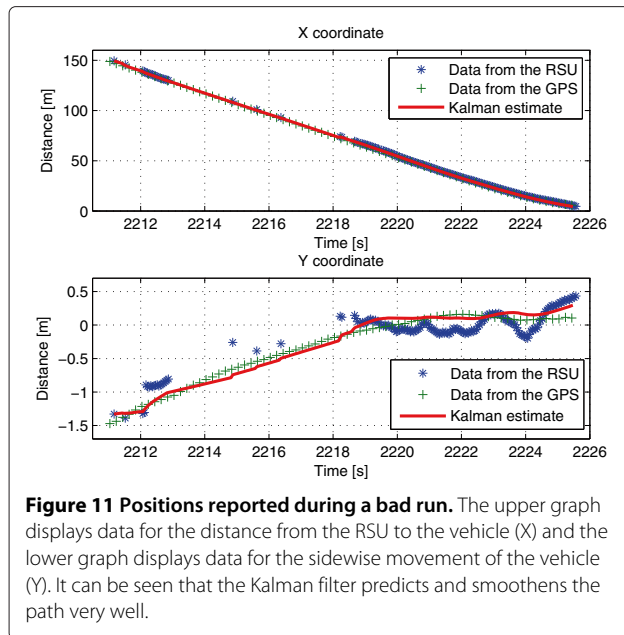 X coordinate
150
100
50
0
Distance [m]
Data from the RSU
Data from the GPS
Kalman estimate
2212 2214 2216 2218 2220 2222 2224 2226
Time [s]
Y coordinate
0.5
0
−0.5
−1
−1.5
Distance [m]
Data from the RSU
Data from the GPS
Kalman estimate
2212 2214 2216 2218 2220 2222 2224 2226
Time [s]
Figure 11 Positions reported during a bad run. The upper graph
displays data for the distance from the RSU to the vehicle (X) and the
lower graph displays data for the sidewise movement of the vehicle
(Y). It can be seen that the Kalman filter predicts and smoothens the
path very well.